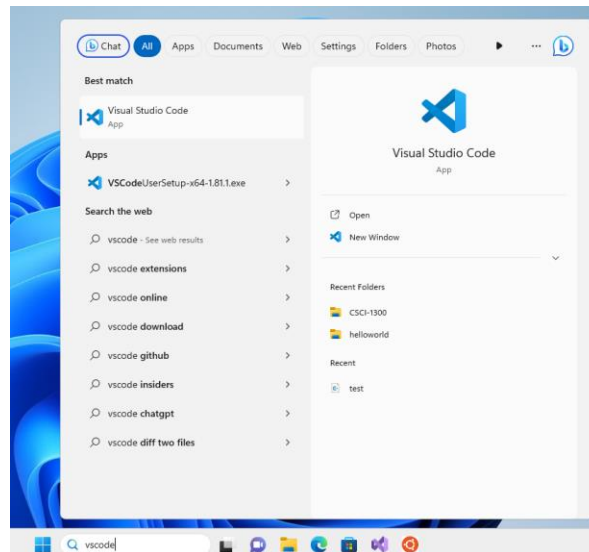 Chat All Apps Documents Web Settings Folders Photos
Best match
Visual Studio Code
App
Apps
VSCodeUserSetup-x64-1.81.1.exe
Search the web
vscode - See web results
vscode extensions
vscode online
vscode download
vscode github
vscode insiders
vscode chatgpt
vscode diff two files
Visual Studio Code
App
Open
New Window
Recent Folders
CSCI-1300
helloworld
Recent
test
vscode